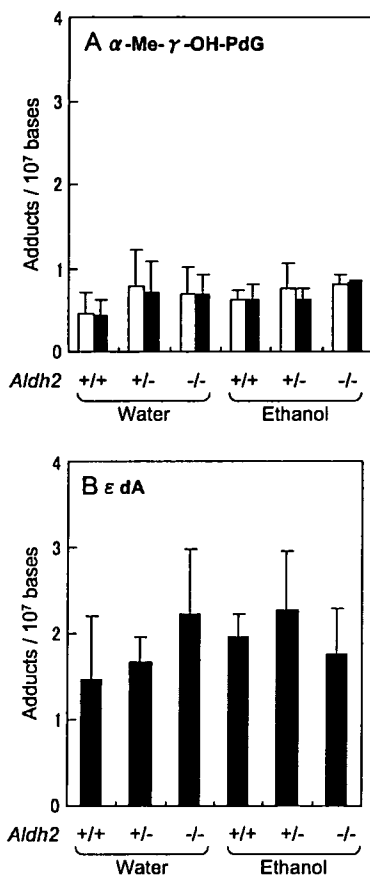 A α-Me-γ-OH-PdG
4
3
2
1
0
Adducts / 10⁷ bases
Aldh2 +/+ +/- -/- +/+ +/- -/-
Water Ethanol
B ε dA
4
3
2
1
0
Adducts / 10⁷ bases
Aldh2 +/+ +/- -/- +/+ +/- -/-
Water Ethanol